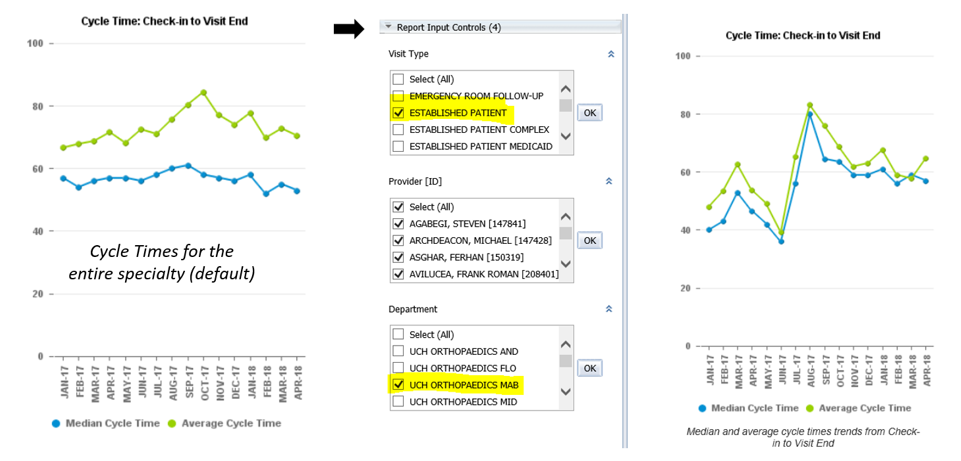 Cycle Time: Check-in to Visit End
100
80
60
40
20
0
Cycle Times for the
entire specialty (default)
JAN-17
FEB-17
MAR-17
APR-17
MAY-17
JUN-17
JUL-17
AUG-17
SEP-17
OCT-17
NOV-17
DEC-17
JAN-18
FEB-18
MAR-18
APR-18
Median Cycle Time Average Cycle Time
Report Input Controls (4)
Visit Type
Select (All)
EMERGENCY ROOM FOLLOW-UP
ESTABLISHED PATIENT
OK
ESTABLISHED PATIENT COMPLEX
ESTABLISHED PATIENT MEDICAID
Provider [ID]
Select (All)
AGABEGI, STEVEN [147841]
ARCHDEACON, MICHAEL [147428]
OK
ASGHAR, FERHAN [150319]
AVILUCEA, FRANK ROMAN [208401]
Department
Select (All)
UCH ORTHOPAEDICS AND
UCH ORTHOPAEDICS FLO
OK
UCH ORTHOPAEDICS MAB
UCH ORTHOPAEDICS MID
Cycle Time: Check-in to Visit End
100
80
60
40
20
0
JAN-17
FEB-17
MAR-17
APR-17
MAY-17
JUN-17
JUL-17
AUG-17
SEP-17
OCT-17
NOV-17
DEC-17
JAN-18
FEB-18
MAR-18
APR-18
Median Cycle Time Average Cycle Time
Median and average cycle times trends from Check-
in to Visit End